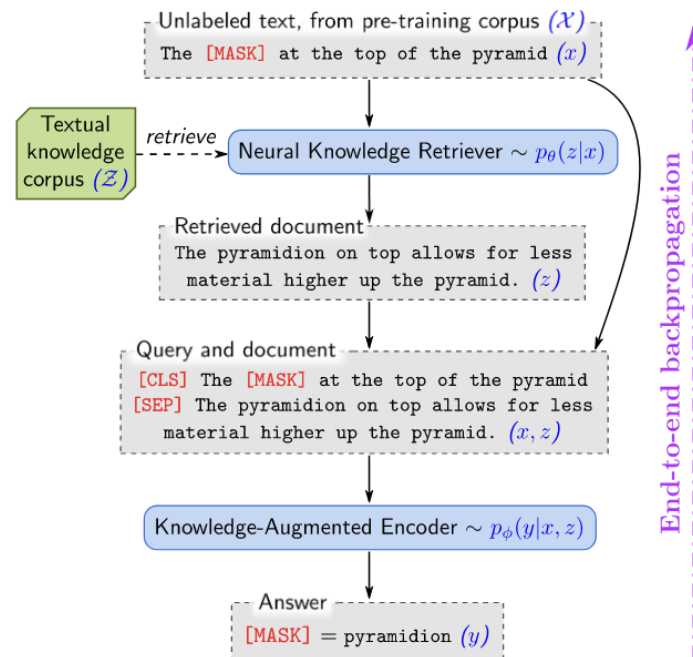 Unlabeled text, from pre-training corpus (𝒳)
The [MASK] at the top of the pyramid (x)
Textual
knowledge
corpus (𝒵)
retrieve
Neural Knowledge Retriever ∼ pθ(z|x)
Retrieved document
The pyramidion on top allows for less
material higher up the pyramid. (z)
Query and document
[CLS] The [MASK] at the top of the pyramid
[SEP] The pyramidion on top allows for less
material higher up the pyramid. (x, z)
Knowledge-Augmented Encoder ∼ pϕ(y|x, z)
Answer
[MASK] = pyramidion (y)
End-to-end backpropagation